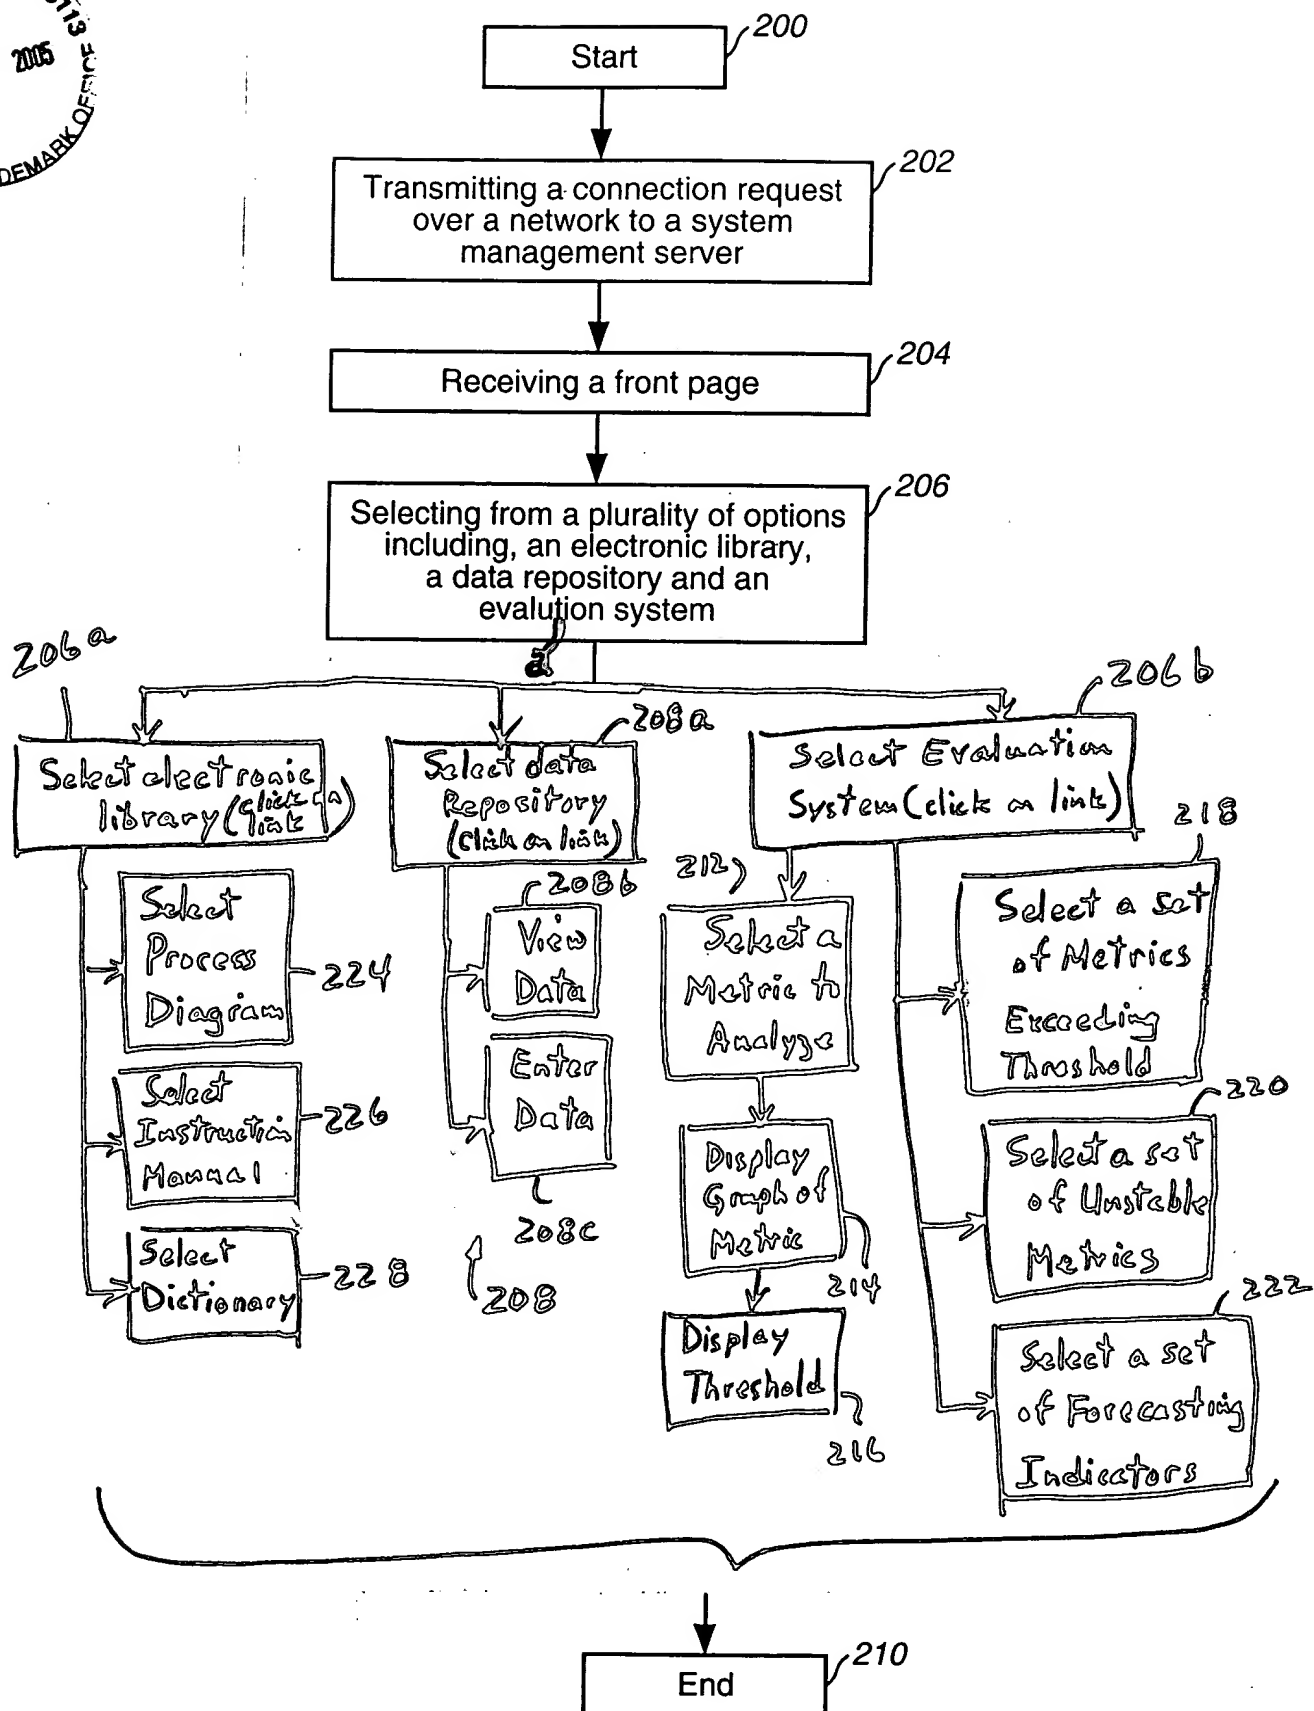 113
2005
DEMARK OFFICE
Start
200
Transmitting a connection request
over a network to a system
management server
202
Receiving a front page
204
Selecting from a plurality of options
including, an electronic library,
a data repository and an
evalution system
a
206
206a
Select electronic
library (click on
link)
208a
Select data
Repository
(click on link)
206b
Select Evaluation
System (click on link)
Select
Process
Diagram
224
Select
Instruction
Manual
226
Select
Dictionary
228
208b
View
Data
Enter
Data
208c
208
212
Select a
Metric to
Analyze
Display
Graph of
Metric
214
Display
Threshold
216
218
Select a set
of Metrics
Exceeding
Threshold
220
Select a set
of Unstable
Metrics
222
Select a set
of Forecasting
Indicators
End
210